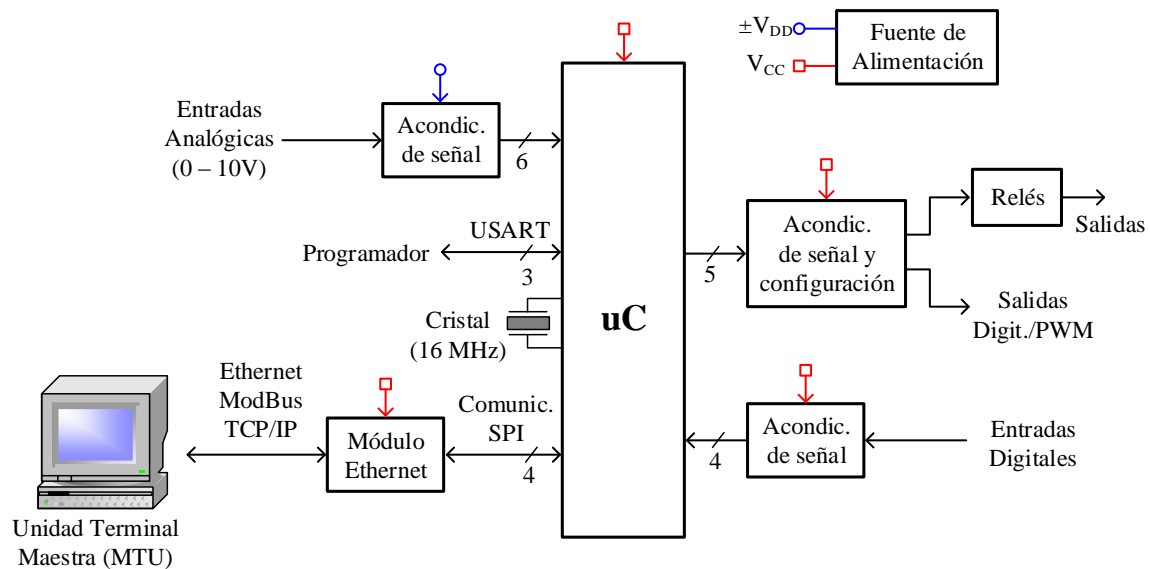 ±V_DD
Fuente de
Alimentación
V_CC
Entradas
Analógicas
(0 – 10V)
Acondic.
de señal
6
Programador
USART
3
Cristal
(16 MHz)
uC
5
Acondic.
de señal y
configuración
Relés
Salidas
Salidas
Digit./PWM
Ethernet
ModBus
TCP/IP
Módulo
Ethernet
Comunic.
SPI
4
4
Acondic.
de señal
Entradas
Digitales
Unidad Terminal
Maestra (MTU)